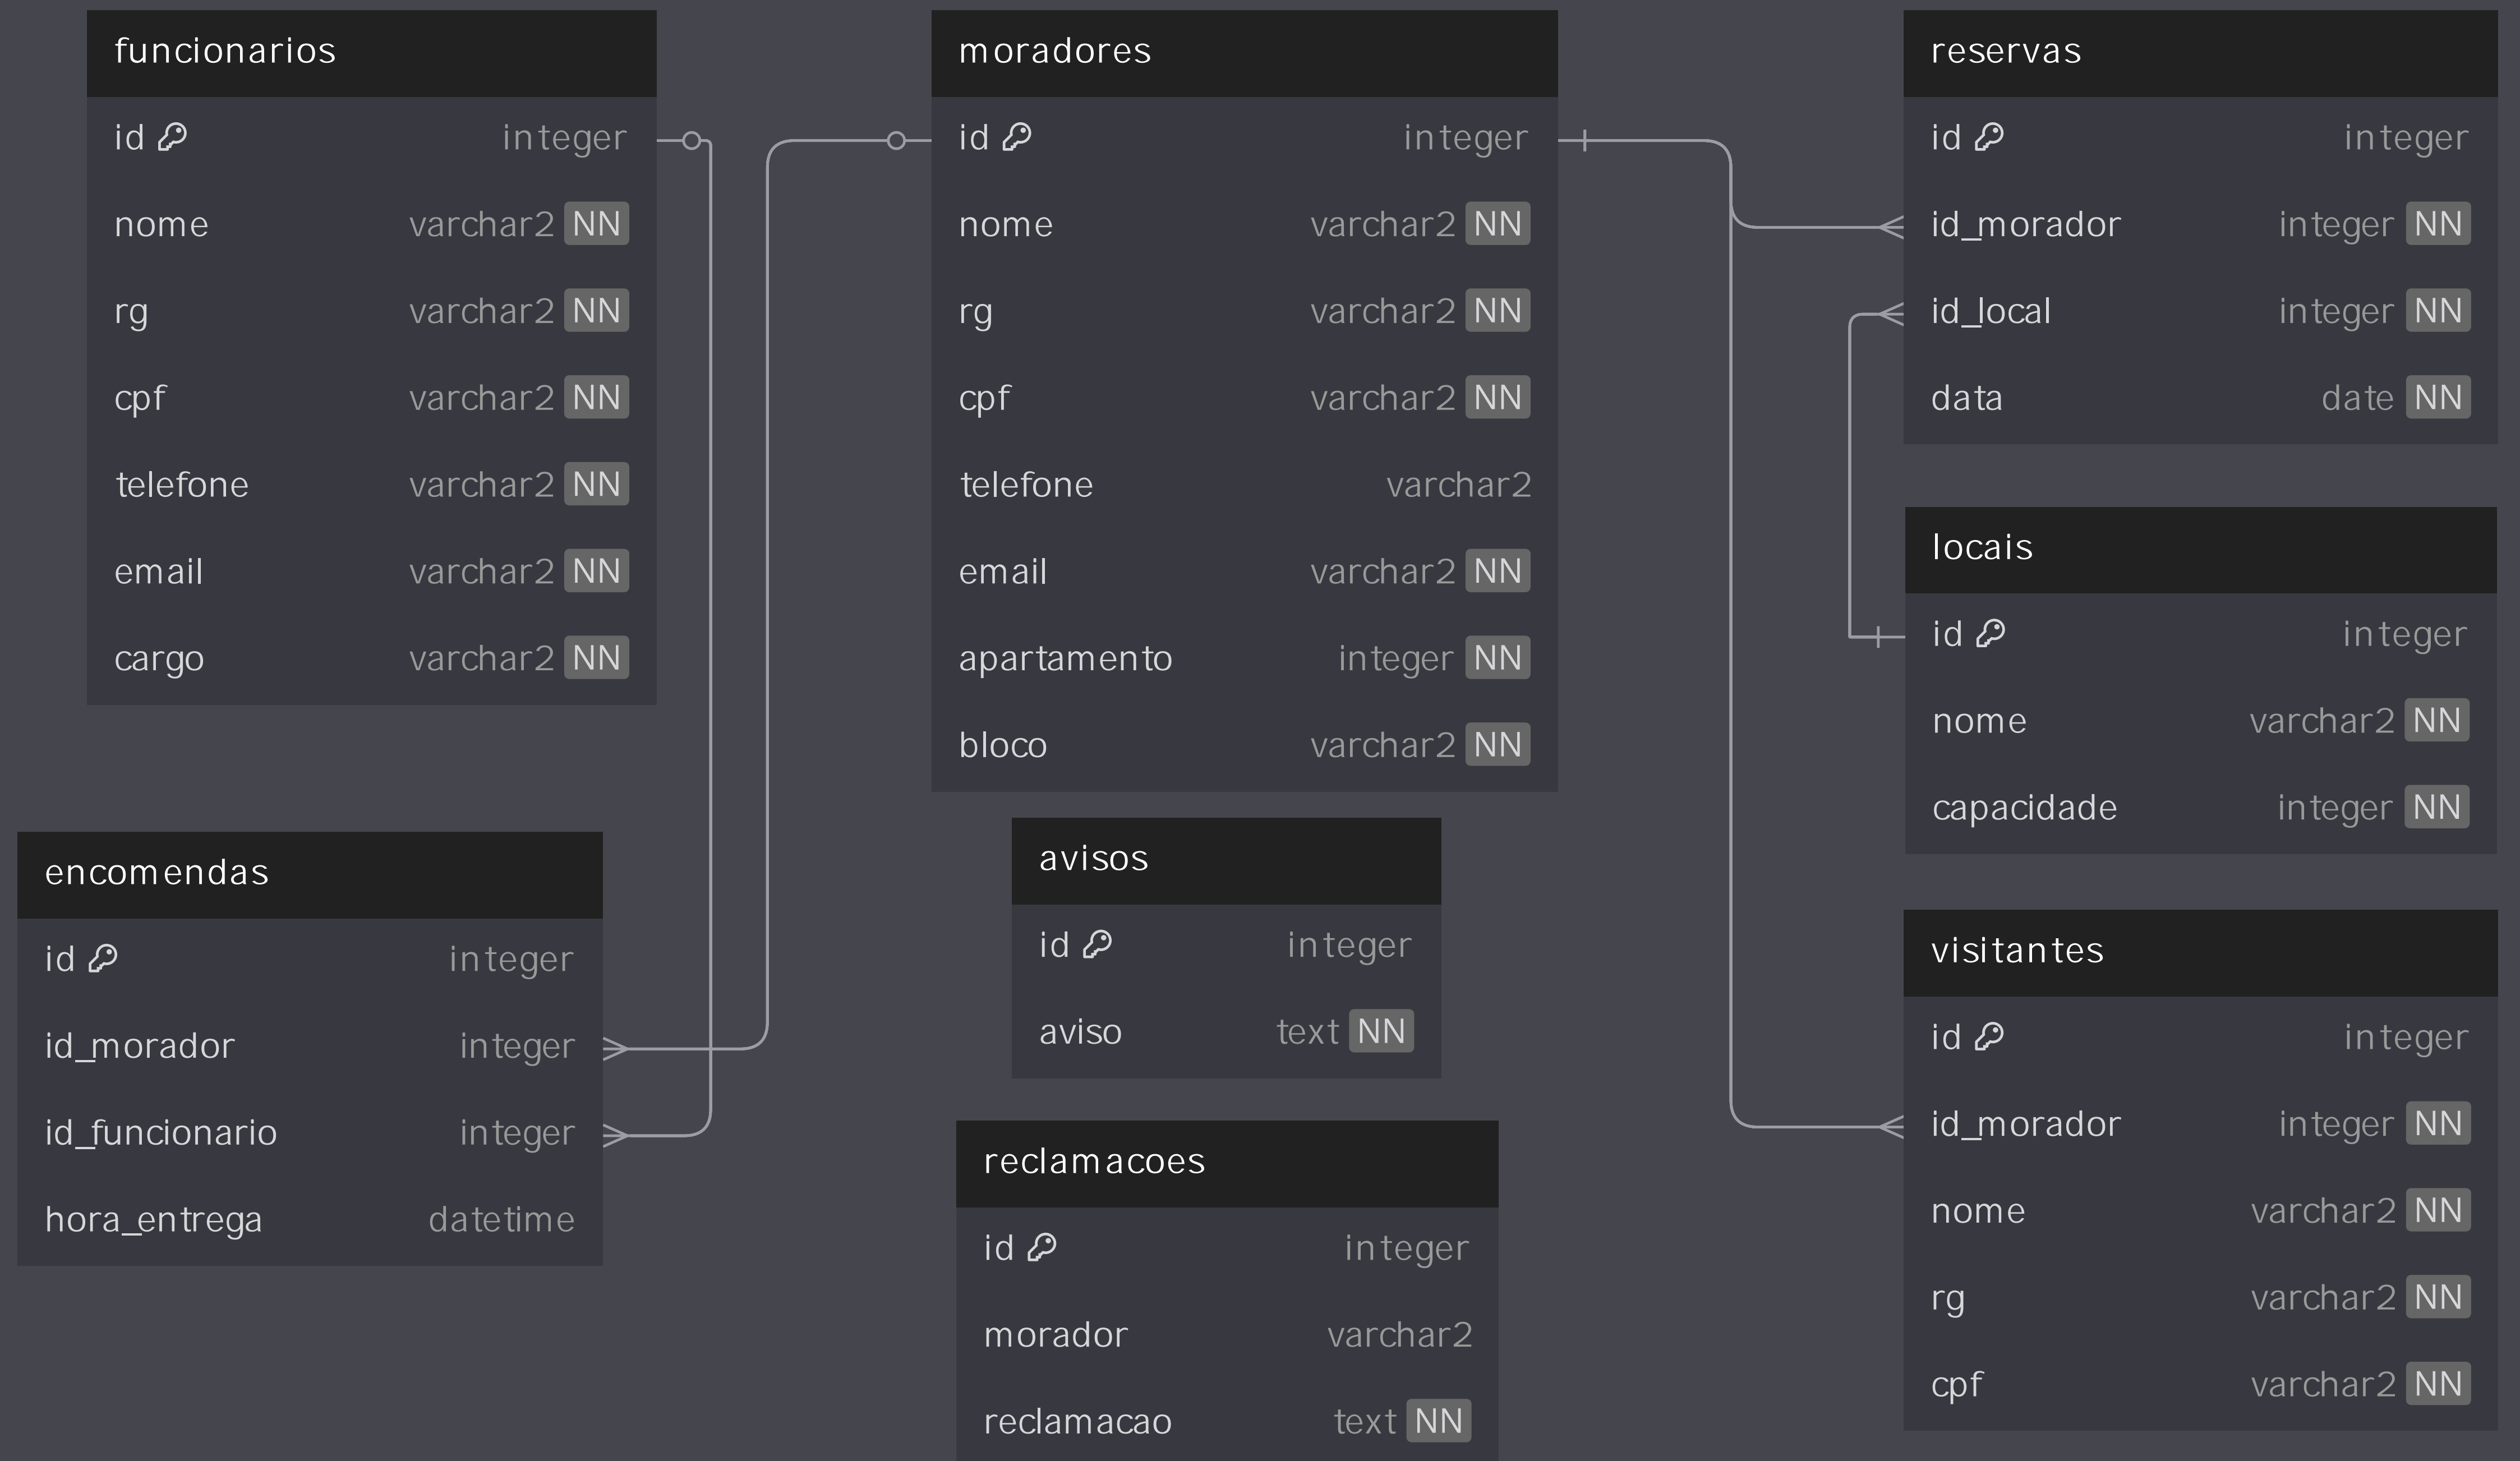 funcionarios
id integer
nome varchar2 NN
rg varchar2 NN
cpf varchar2 NN
telefone varchar2 NN
email varchar2 NN
cargo varchar2 NN
encomendas
id integer
id_morador integer
id_funcionario integer
hora_entrega datetime
moradores
id integer
nome varchar2 NN
rg varchar2 NN
cpf varchar2 NN
telefone varchar2
email varchar2 NN
apartamento integer NN
bloco varchar2 NN
avisos
id integer
aviso text NN
reclamacoes
id integer
morador varchar2
reclamacao text NN
reservas
id integer
id_morador integer NN
id_local integer NN
data date NN
locais
id integer
nome varchar2 NN
capacidade integer NN
visitantes
id integer
id_morador integer NN
nome varchar2 NN
rg varchar2 NN
cpf varchar2 NN